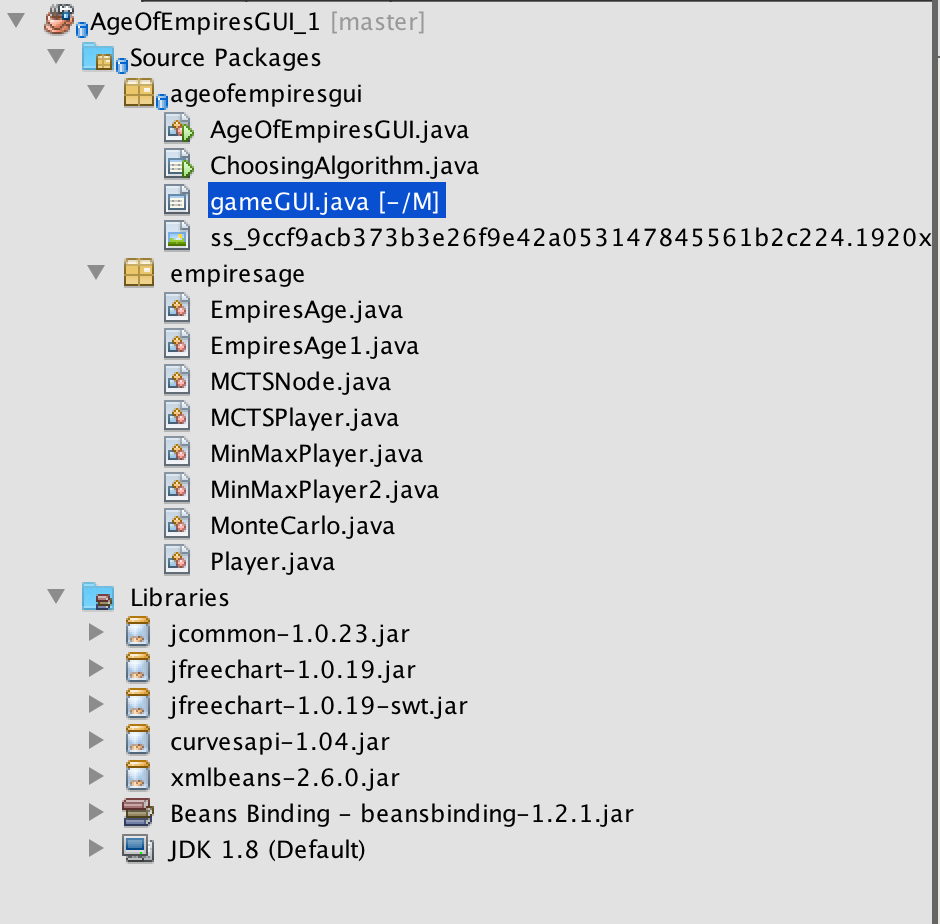 AgeOfEmpiresGUI_1 [master]
Source Packages
ageofempiresgui
AgeOfEmpiresGUI.java
ChoosingAlgorithm.java
gameGUI.java [-/M]
ss_9ccf9acb373b3e26f9e42a053147845561b2c224.1920x
empiresage
EmpiresAge.java
EmpiresAge1.java
MCTSNode.java
MCTSPlayer.java
MinMaxPlayer.java
MinMaxPlayer2.java
MonteCarlo.java
Player.java
Libraries
jcommon-1.0.23.jar
jfreechart-1.0.19.jar
jfreechart-1.0.19-swt.jar
curvesapi-1.04.jar
xmlbeans-2.6.0.jar
Beans Binding - beansbinding-1.2.1.jar
JDK 1.8 (Default)